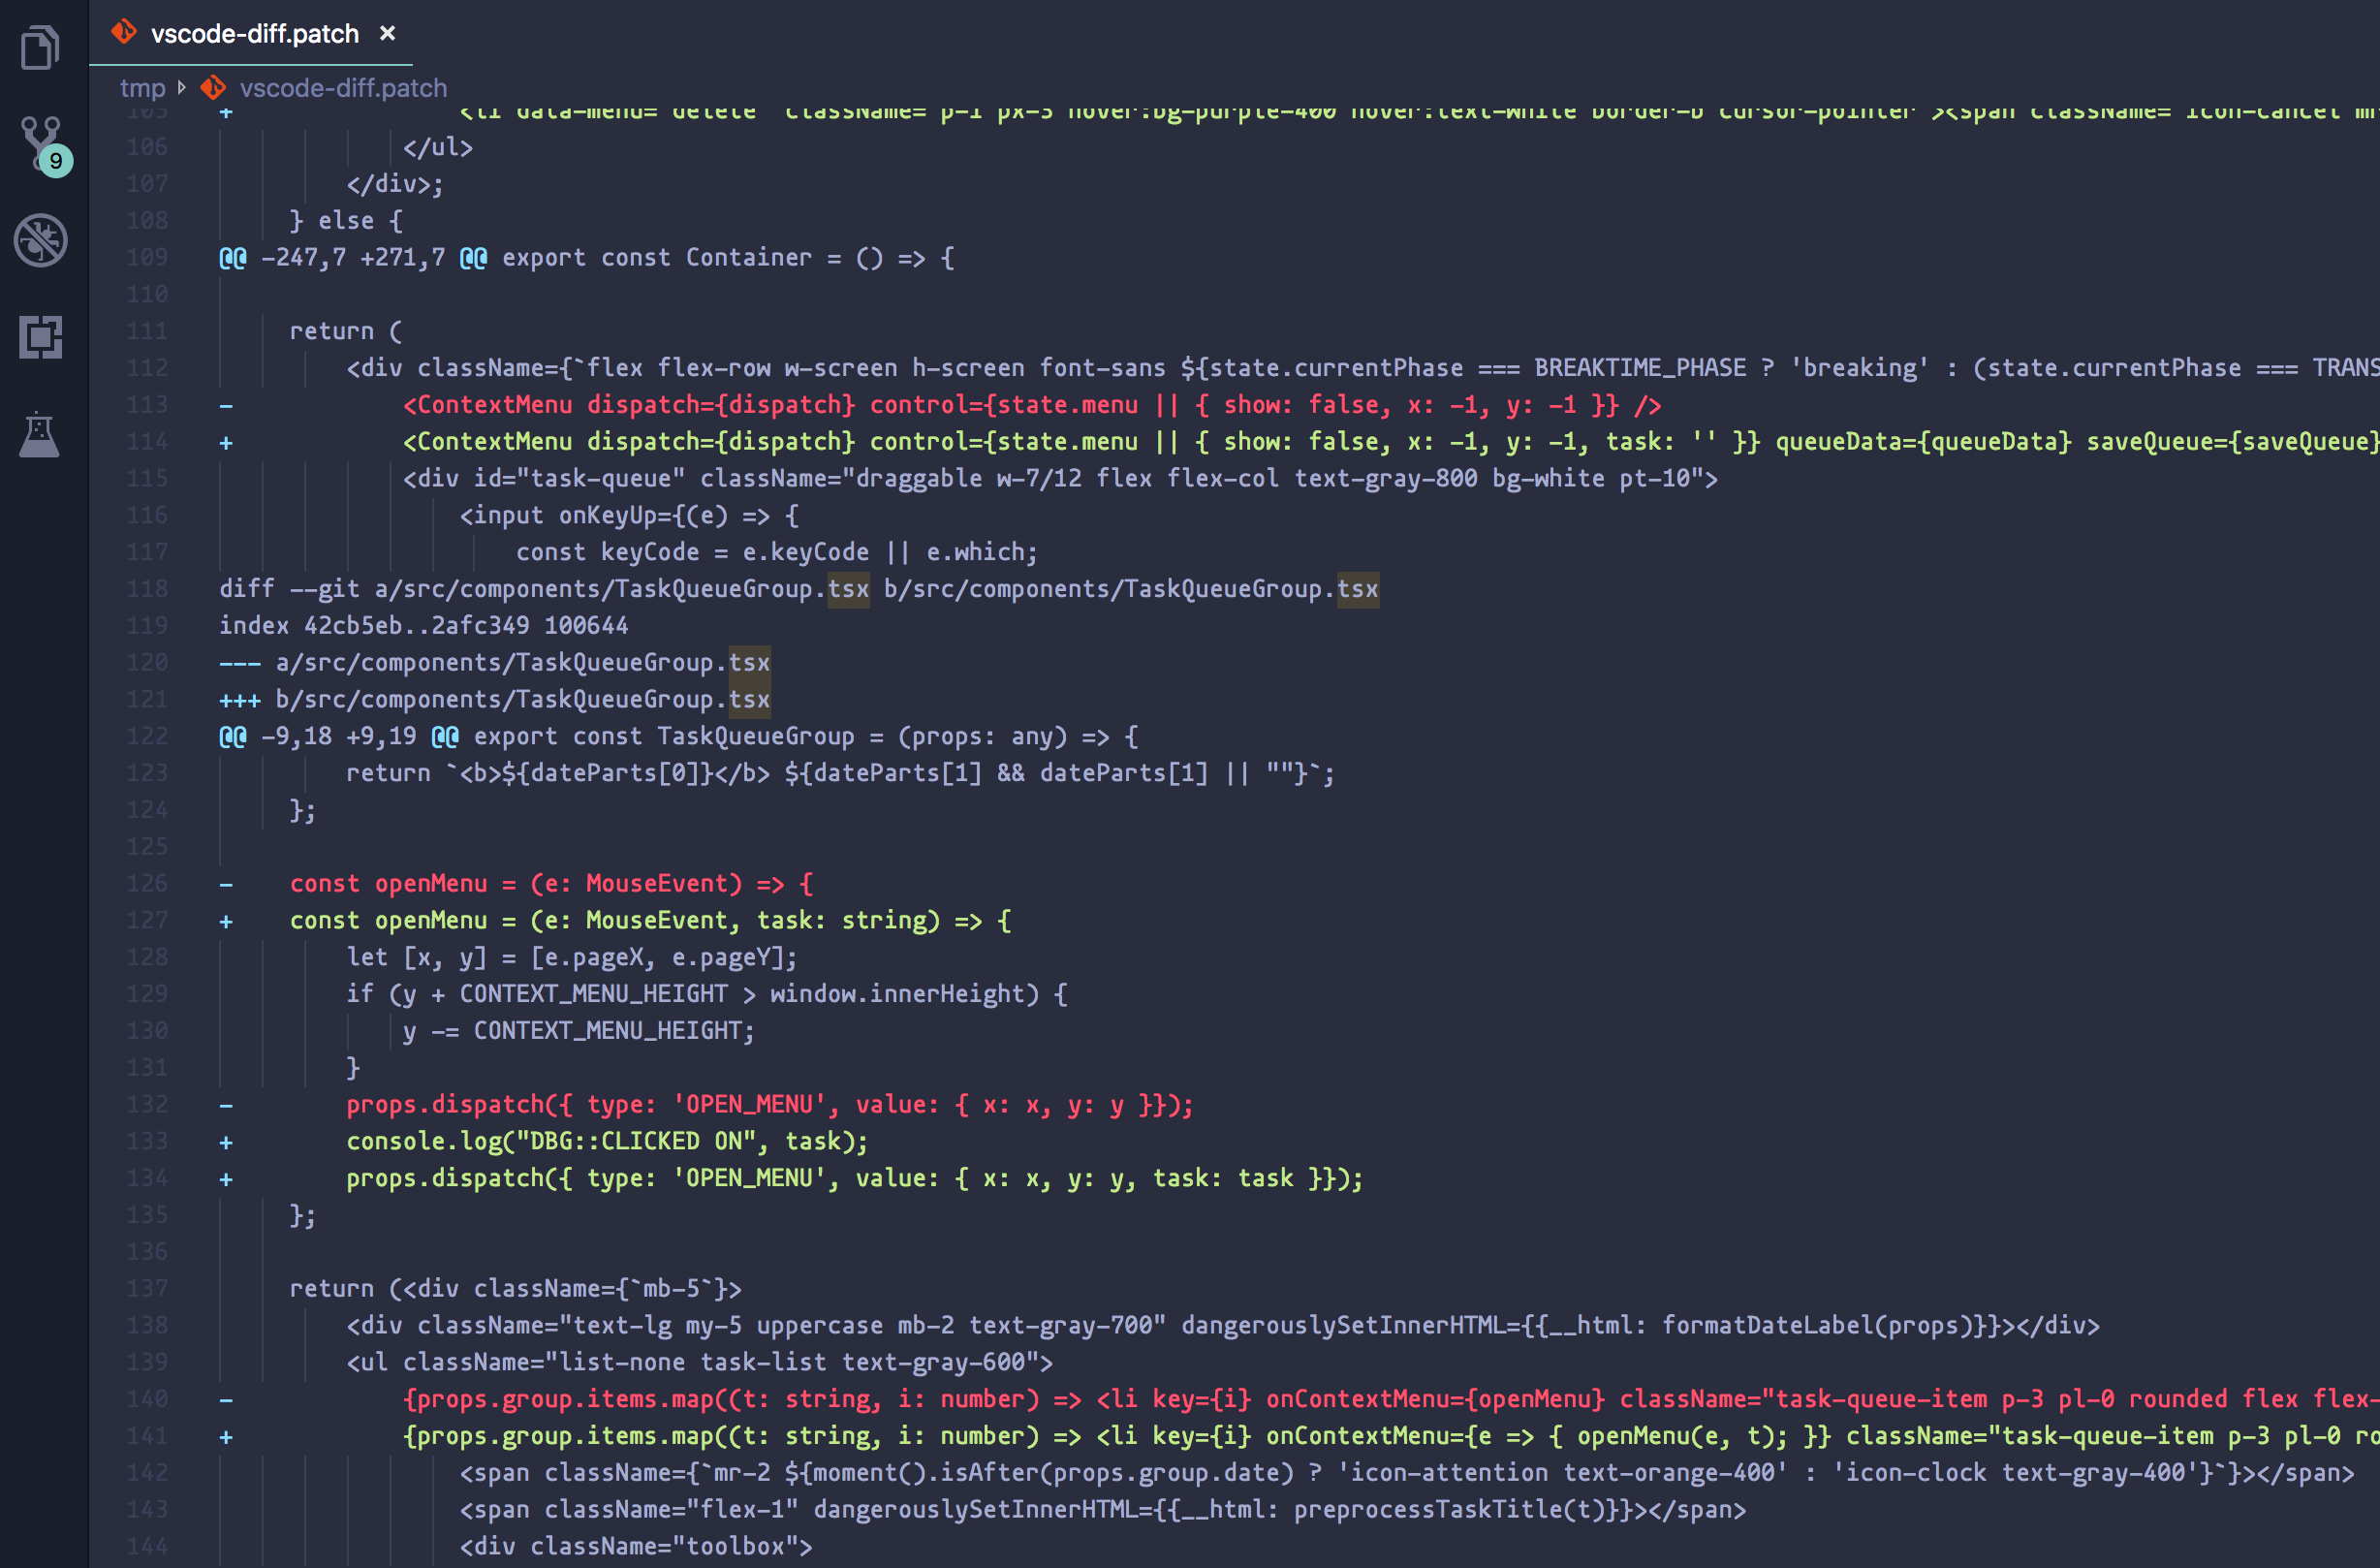 vscode-diff.patch ×
tmp vscode-diff.patch
9
105 + <li data-menu="delete" className="p-1 px-3 hover:bg-purple-400 hover:text-white border-b cursor-pointer"><span className="icon-cancel
106 </ul>
107 </div>;
108 } else {
109 @@ -247,7 +271,7 @@ export const Container = () => {
110
111 return (
112 <div className={`flex flex-row w-screen h-screen font-sans ${state.currentPhase === BREAKTIME_PHASE ? 'breaking' : (state.currentPhase === TRANS
113 - <ContextMenu dispatch={dispatch} control={state.menu || { show: false, x: -1, y: -1 }} />
114 + <ContextMenu dispatch={dispatch} control={state.menu || { show: false, x: -1, y: -1, task: '' }} queueData={queueData} saveQueue={saveQueue}
115 <div id="task-queue" className="draggable w-7/12 flex flex-col text-gray-800 bg-white pt-10">
116 <input onKeyUp={(e) => {
117 const keyCode = e.keyCode || e.which;
118 diff --git a/src/components/TaskQueueGroup.tsx b/src/components/TaskQueueGroup.tsx
119 index 42cb5eb..2afc349 100644
120 --- a/src/components/TaskQueueGroup.tsx
121 +++ b/src/components/TaskQueueGroup.tsx
122 @@ -9,18 +9,19 @@ export const TaskQueueGroup = (props: any) => {
123 return `<b>${dateParts[0]}</b> ${dateParts[1] && dateParts[1] || ""}`;
124 };
125
126 - const openMenu = (e: MouseEvent) => {
127 + const openMenu = (e: MouseEvent, task: string) => {
128 let [x, y] = [e.pageX, e.pageY];
129 if (y + CONTEXT_MENU_HEIGHT > window.innerHeight) {
130 y -= CONTEXT_MENU_HEIGHT;
131 }
132 - props.dispatch({ type: 'OPEN_MENU', value: { x: x, y: y }});
133 + console.log("DBG::CLICKED ON", task);
134 + props.dispatch({ type: 'OPEN_MENU', value: { x: x, y: y, task: task }});
135 };
136
137 return (<div className={`mb-5`}>
138 <div className="text-lg my-5 uppercase mb-2 text-gray-700" dangerouslySetInnerHTML={{__html: formatDateLabel(props)}}></div>
139 <ul className="list-none task-list text-gray-600">
140 - {props.group.items.map((t: string, i: number) => <li key={i} onContextMenu={openMenu} className="task-queue-item p-3 pl-0 rounded flex flex-
141 + {props.group.items.map((t: string, i: number) => <li key={i} onContextMenu={e => { openMenu(e, t); }} className="task-queue-item p-3 pl-0 ro
142 <span className={`mr-2 ${moment().isAfter(props.group.date) ? 'icon-attention text-orange-400' : 'icon-clock text-gray-400'}`}></span>
143 <span className="flex-1" dangerouslySetInnerHTML={{__html: preprocessTaskTitle(t)}}></span>
144 <div className="toolbox">